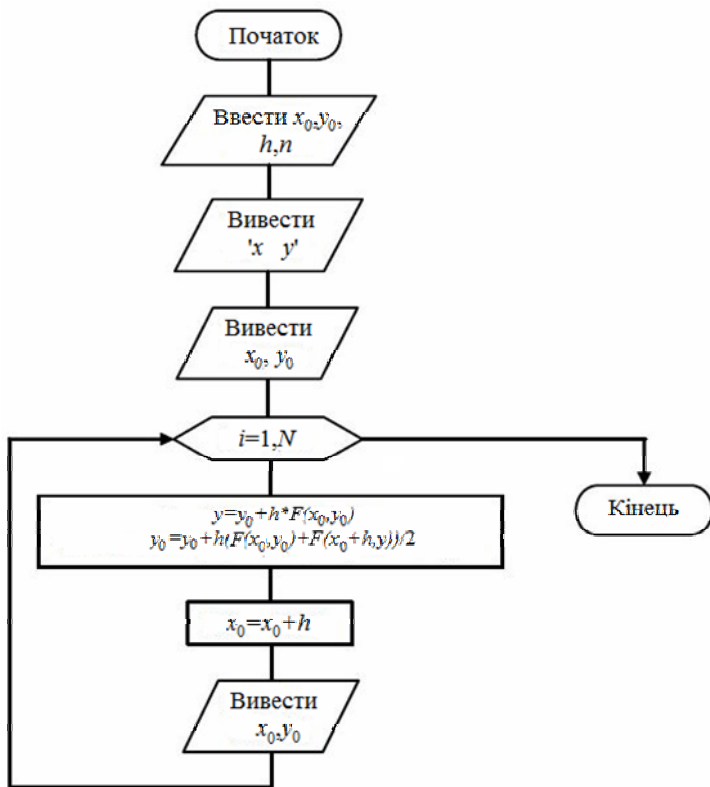 Початок
Ввести x₀,y₀,
h,n
Вивести
'x y'
Вивести
x₀, y₀
i=1,N
Кінець
y=y₀+h*F(x₀,y₀)
y₀=y₀+h(F(x₀,y₀)+F(x₀+h,y))/2
x₀=x₀+h
Вивести
x₀,y₀